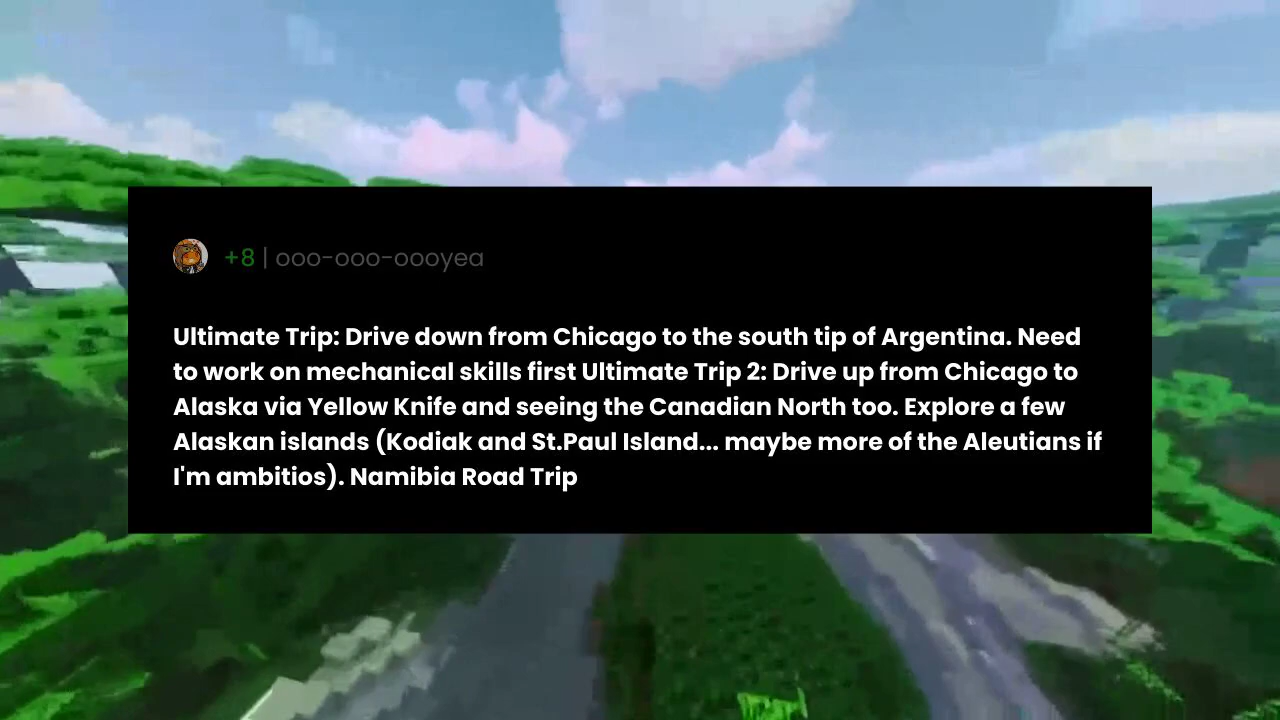 +8 | ooo-ooo-oooyea
Ultimate Trip: Drive down from Chicago to the south tip of Argentina. Need
to work on mechanical skills first Ultimate Trip 2: Drive up from Chicago to
Alaska via Yellow Knife and seeing the Canadian North too. Explore a few
Alaskan islands (Kodiak and St.Paul Island... maybe more of the Aleutians if
I'm ambitios). Namibia Road Trip